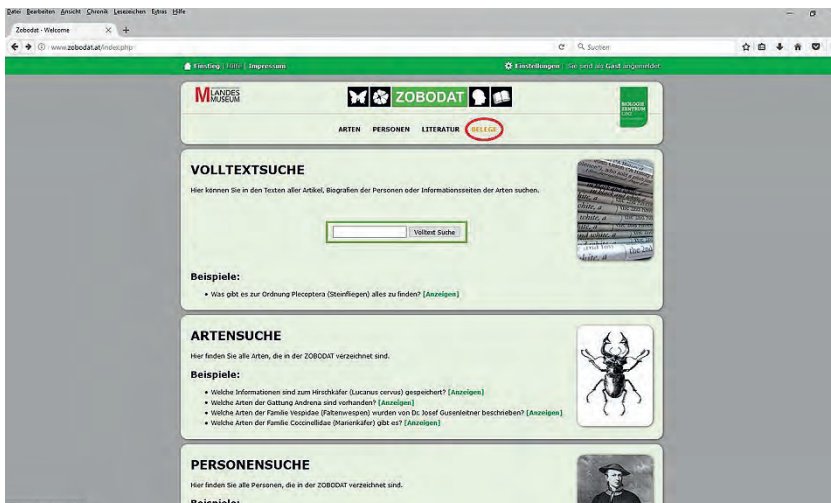 Datei Bearbeiten Ansicht Chronik Lesezeichen Extras Hilfe
Zobodat - Welcome
www.zobodat.at/index.php
Suchen
Einstieg | Hilfe | Impressum
Einstellungen | Sie sind als Gast angemeldet
LANDES
MUSEUM
ZOBODAT
BIOLOGIE
ZENTRUM
LINZ
ARTEN PERSONEN LITERATUR BELEGE
VOLLTEXTSUCHE
Hier können Sie in den Texten aller Artikel, Biografien der Personen oder Informationsseiten der Arten suchen.
Volltext Suche
Beispiele:
• Was gibt es zur Ordnung Plecoptera (Steinfliegen) alles zu finden? [Anzeigen]
ARTENSUCHE
Hier finden Sie alle Arten, die in der ZOBODAT verzeichnet sind.
Beispiele:
• Welche Informationen sind zum Hirschkäfer (Lucanus cervus) gespeichert? [Anzeigen]
• Welche Arten der Gattung Andrena sind vorhanden? [Anzeigen]
• Welche Arten der Familie Vespidae (Faltenwespen) wurden von Dr. Josef Gusenleitner beschrieben? [Anzeigen]
• Welche Arten der Familie Coccinellidae (Marienkäfer) gibt es? [Anzeigen]
PERSONENSUCHE
Hier finden Sie alle Personen, die in der ZOBODAT verzeichnet sind.
Beispiele: